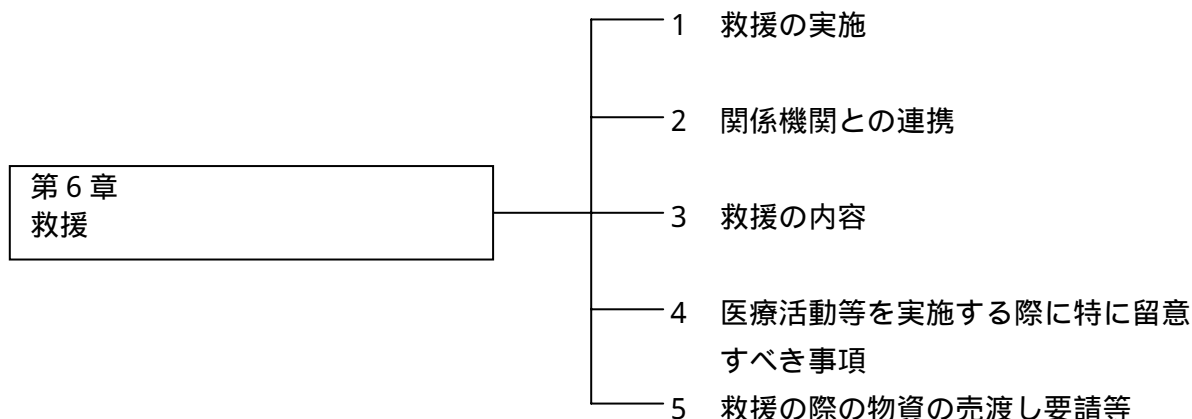 1 救援の実施
2 関係機関との連携
第6章
救援
3 救援の内容
4 医療活動等を実施する際に特に留意
すべき事項
5 救援の際の物資の売渡し要請等